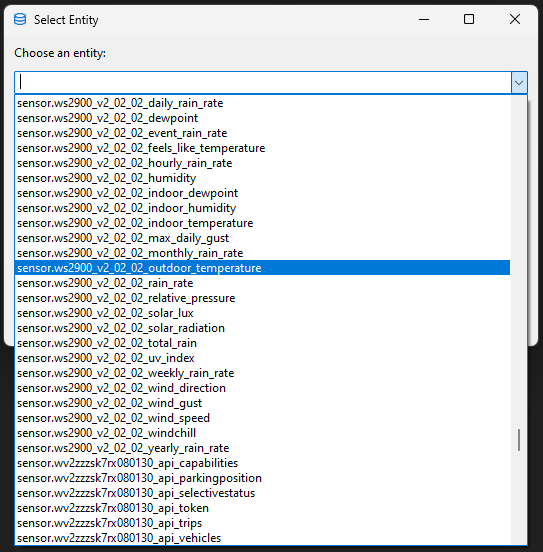 Select Entity
Choose an entity:
sensor.ws2900_v2_02_02_daily_rain_rate
sensor.ws2900_v2_02_02_dewpoint
sensor.ws2900_v2_02_02_event_rain_rate
sensor.ws2900_v2_02_02_feels_like_temperature
sensor.ws2900_v2_02_02_hourly_rain_rate
sensor.ws2900_v2_02_02_humidity
sensor.ws2900_v2_02_02_indoor_dewpoint
sensor.ws2900_v2_02_02_indoor_humidity
sensor.ws2900_v2_02_02_indoor_temperature
sensor.ws2900_v2_02_02_max_daily_gust
sensor.ws2900_v2_02_02_monthly_rain_rate
sensor.ws2900_v2_02_02_outdoor_temperature
sensor.ws2900_v2_02_02_rain_rate
sensor.ws2900_v2_02_02_relative_pressure
sensor.ws2900_v2_02_02_solar_lux
sensor.ws2900_v2_02_02_solar_radiation
sensor.ws2900_v2_02_02_total_rain
sensor.ws2900_v2_02_02_uv_index
sensor.ws2900_v2_02_02_weekly_rain_rate
sensor.ws2900_v2_02_02_wind_direction
sensor.ws2900_v2_02_02_wind_gust
sensor.ws2900_v2_02_02_wind_speed
sensor.ws2900_v2_02_02_windchill
sensor.ws2900_v2_02_02_yearly_rain_rate
sensor.wv2zzzsk7rx080130_api_capabilities
sensor.wv2zzzsk7rx080130_api_parkingposition
sensor.wv2zzzsk7rx080130_api_selectivestatus
sensor.wv2zzzsk7rx080130_api_token
sensor.wv2zzzsk7rx080130_api_trips
sensor.wv2zzzsk7rx080130_api_vehicles